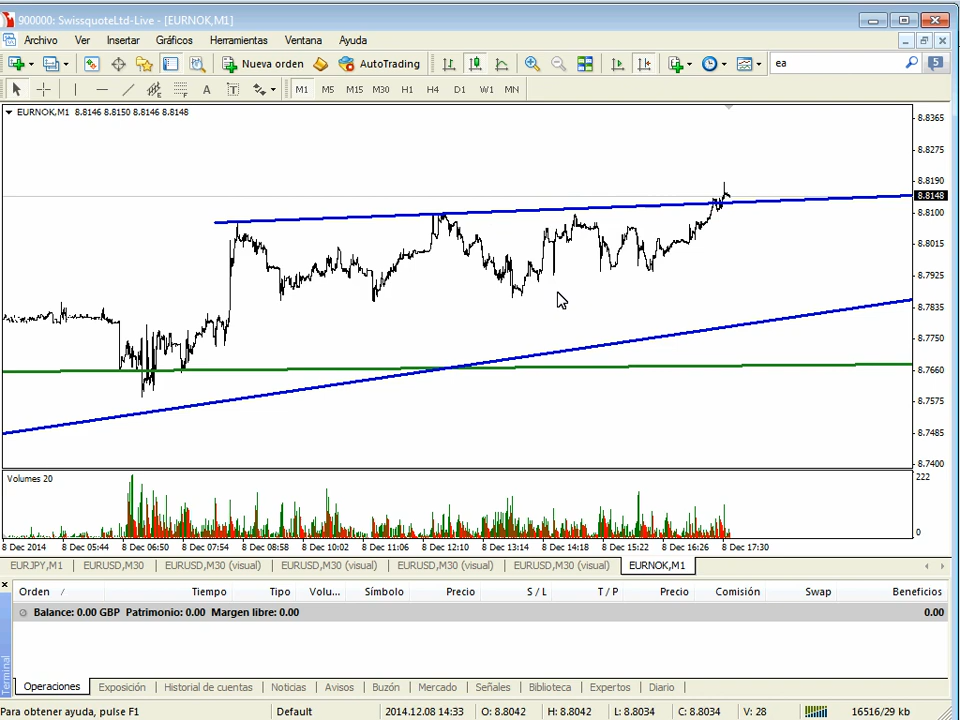 900000: SwissquoteLtd-Live - [EURNOK,M1]
Archivo Ver Insertar Gráficos Herramientas Ventana Ayuda
Nueva orden AutoTrading ea 5
A T M1 M5 M15 M30 H1 H4 D1 W1 MN
EURNOK,M1 8.8146 8.8150 8.8146 8.8148
8.8365
8.8275
8.8190
8.8148
8.8100
8.8015
8.7925
8.7835
8.7750
8.7660
8.7575
8.7485
8.7400
Volumes 20
222
0
8 Dec 2014 8 Dec 05:44 8 Dec 06:50 8 Dec 07:54 8 Dec 08:58 8 Dec 10:02 8 Dec 11:06 8 Dec 12:10 8 Dec 13:14 8 Dec 14:18 8 Dec 15:22 8 Dec 16:26 8 Dec 17:30
EURJPY,M1 EURUSD,M30 EURUSD,M30 (visual) EURUSD,M30 (visual) EURUSD,M30 (visual) EURUSD,M30 (visual) EURNOK,M1
Orden Tiempo Tipo Volu... Símbolo Precio S / L T / P Precio Comisión Swap Beneficios
Balance: 0.00 GBP Patrimonio: 0.00 Margen libre: 0.00 0.00
Terminal
Operaciones Exposición Historial de cuentas Noticias Avisos Buzón Mercado Señales Biblioteca Expertos Diario
Para obtener ayuda, pulse F1 Default 2014.12.08 14:33 O: 8.8042 H: 8.8042 L: 8.8034 C: 8.8034 V: 28 16516/29 kb